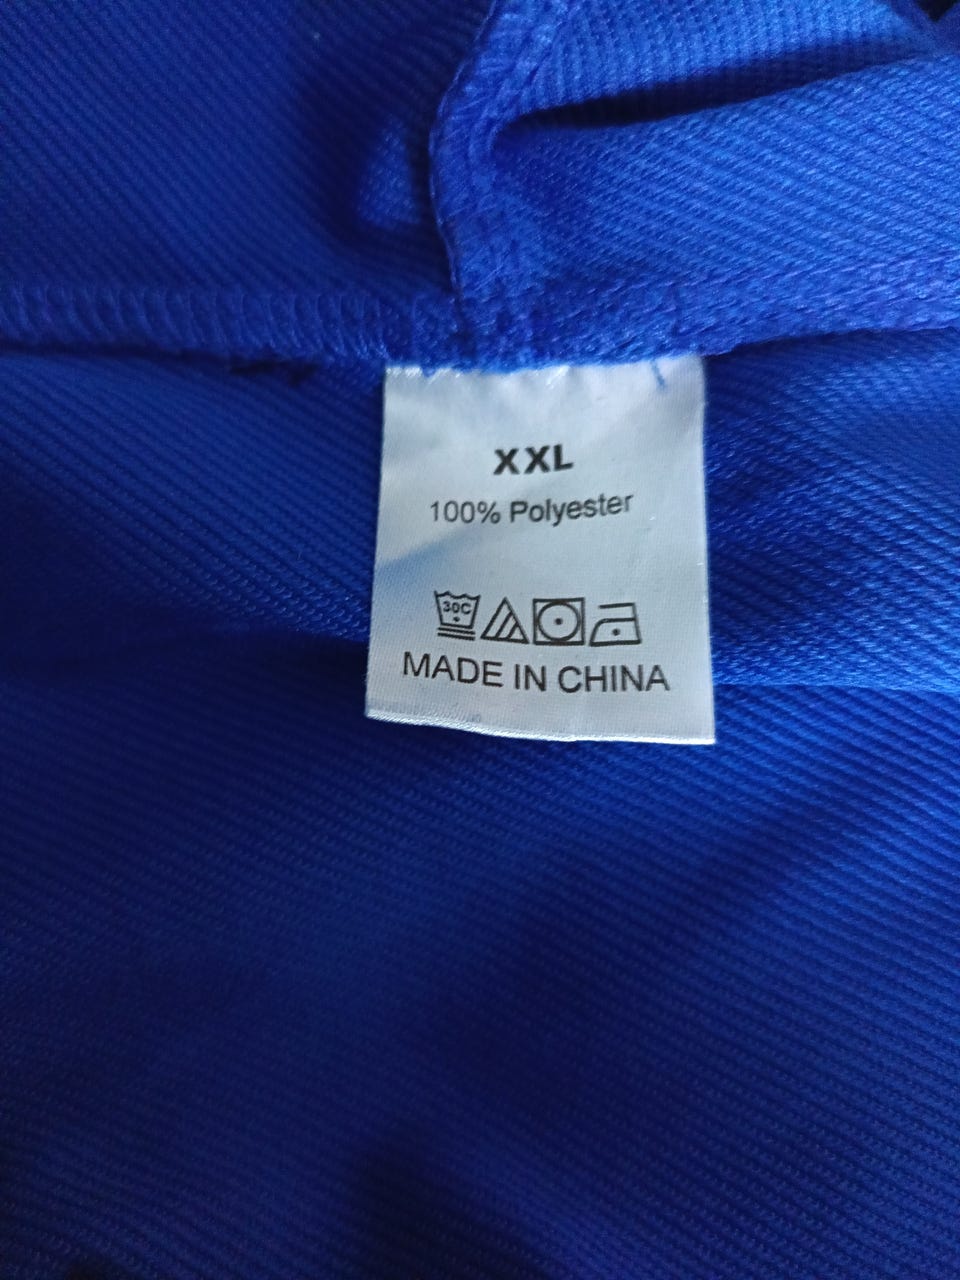 XXL
100% Polyester
30C
MADE IN CHINA